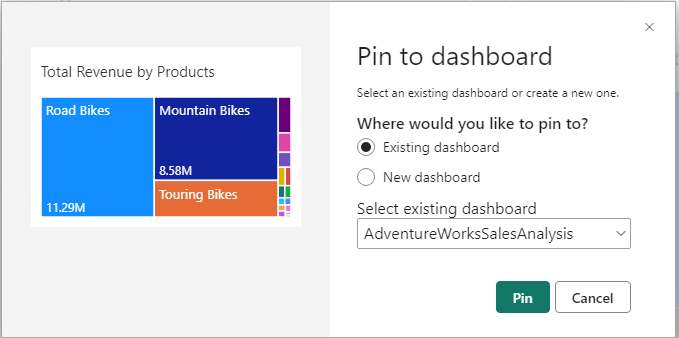 Total Revenue by Products
Road Bikes
11.29M
Mountain Bikes
8.58M
Touring Bikes
Pin to dashboard
Select an existing dashboard or create a new one.
Where would you like to pin to?
Existing dashboard
New dashboard
Select existing dashboard
AdventureWorksSalesAnalysis
Pin
Cancel